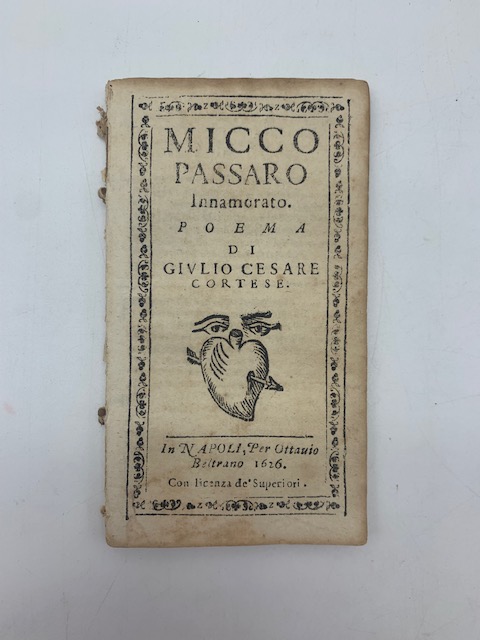 MICCO
PASSARO
Innamorato.
POEMA
DI
GIVLIO CESARE
CORTESE.
In NAPOLI, Per Ottauio
Beltrano 1626.
Con licenza de' Superiori.